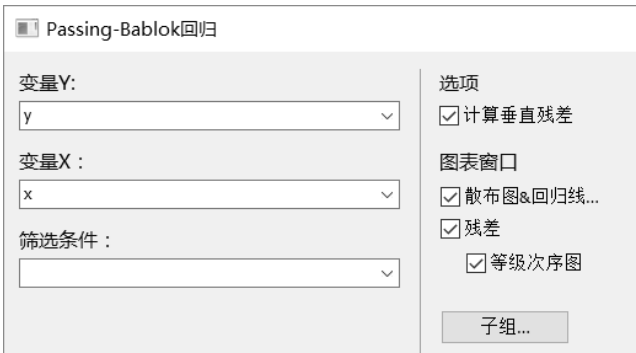 Passing-Bablok回归
变量Y:
y
变量X：
x
筛选条件：
选项
计算垂直残差
图表窗口
散布图&回归线...
残差
等级次序图
子组...